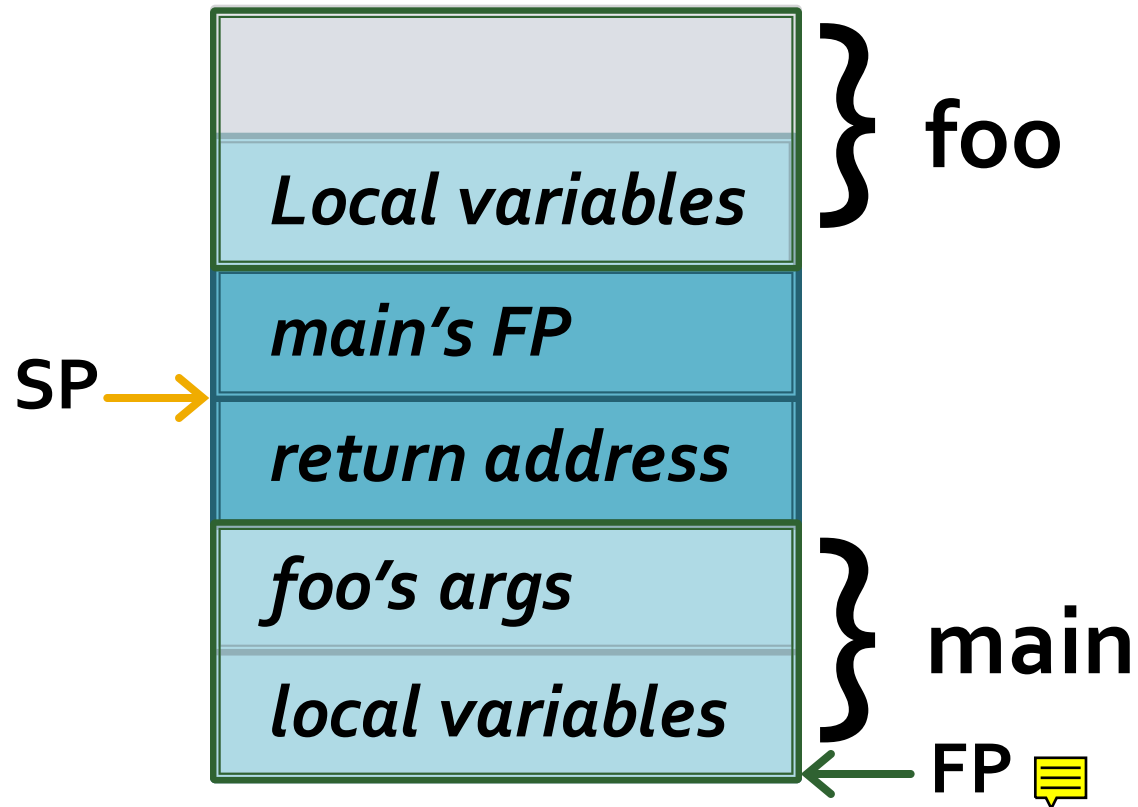 foo
Local variables
main’s FP
SP
return address
foo’s args
main
local variables
FP